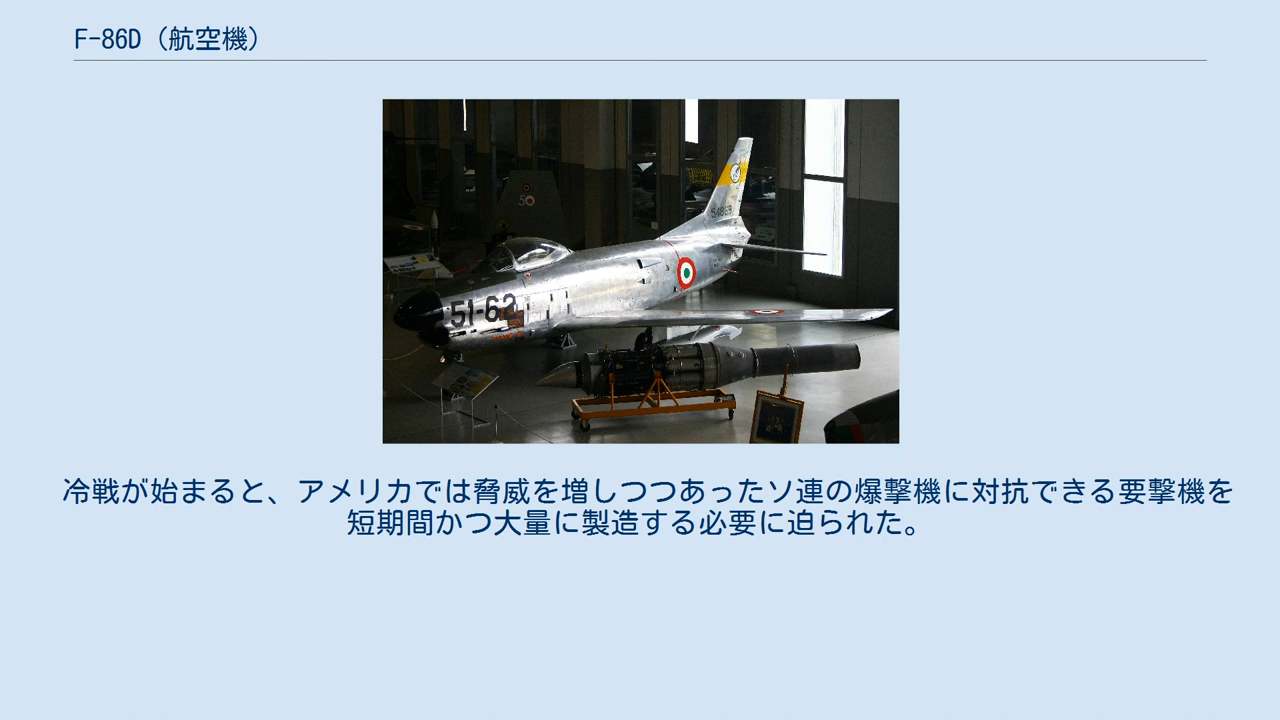 F-86D（航空機）
50
51-62
冷戦が始まると、アメリカでは脅威を増しつつあったソ連の爆撃機に対抗できる要撃機を
短期間かつ大量に製造する必要に迫られた。